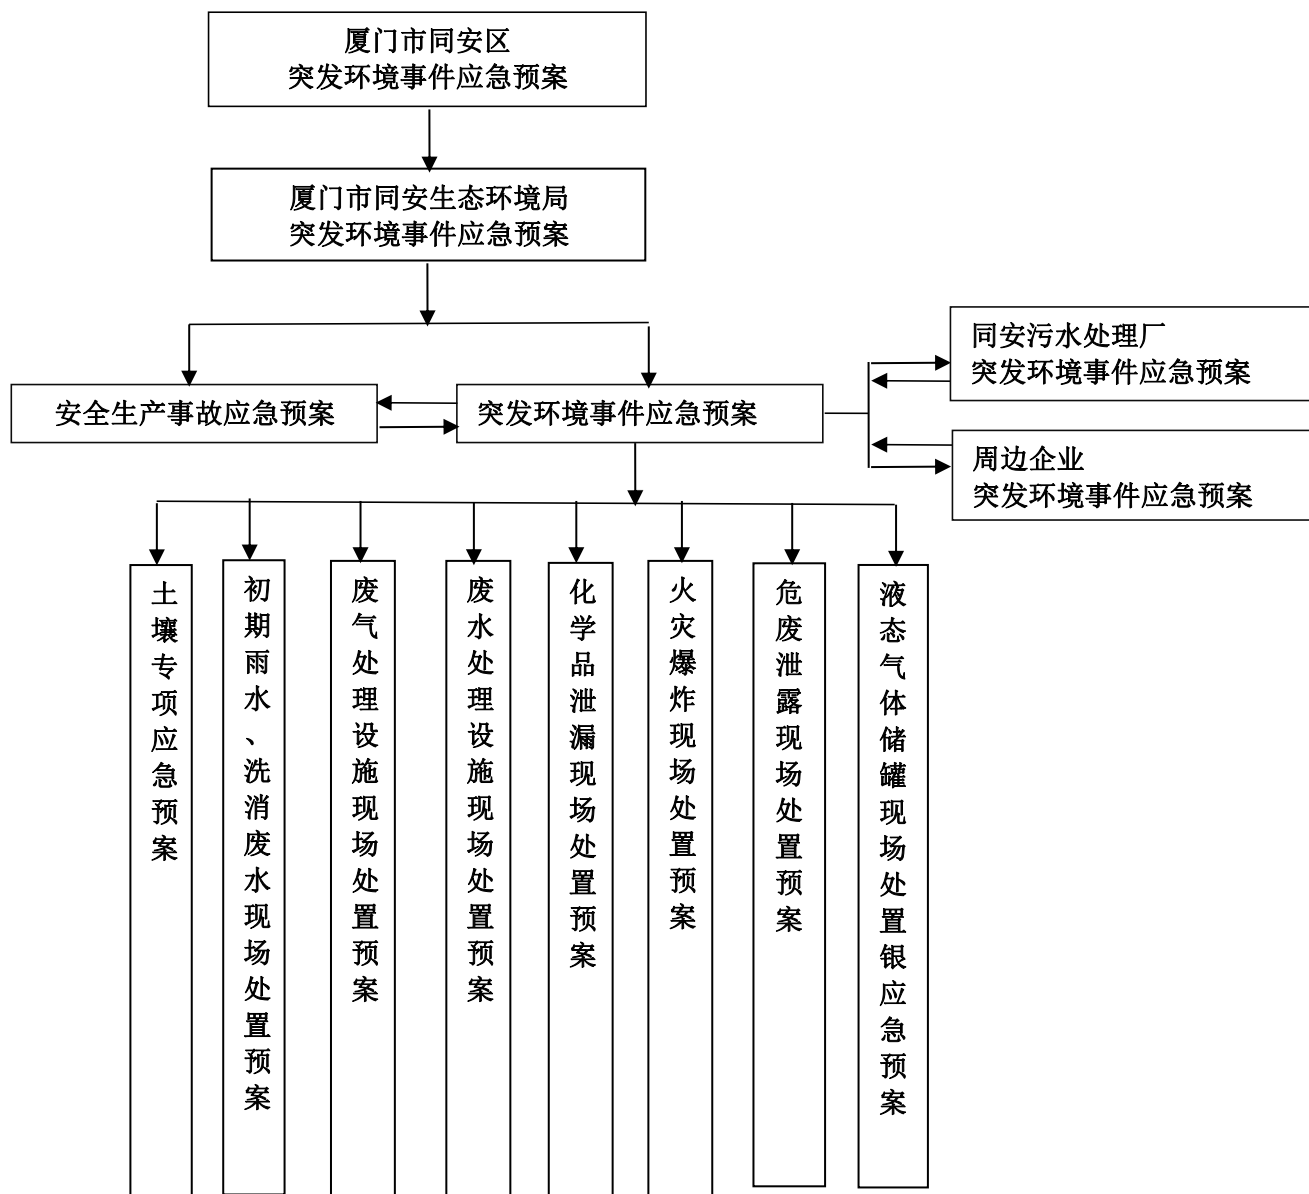 厦门市同安区
突发环境事件应急预案
厦门市同安生态环境局
突发环境事件应急预案
同安污水处理厂
突发环境事件应急预案
安全生产事故应急预案
突发环境事件应急预案
周边企业
突发环境事件应急预案
土壤专项应急预案
初期雨水、洗消废水现场处置预案
废气处理设施现场处置预案
废水处理设施现场处置预案
化学品泄漏现场处置预案
火灾爆炸现场处置预案
危废泄露现场处置预案
液态气体储罐现场处置银应急预案